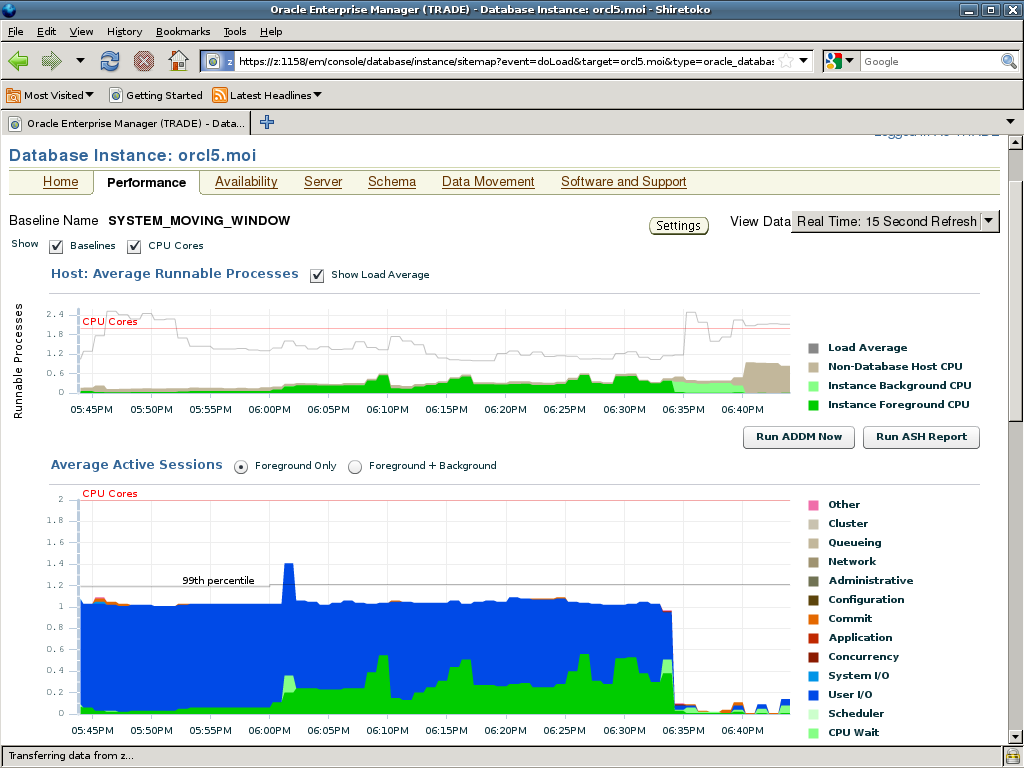 Oracle Enterprise Manager (TRADE) - Database Instance: orcl5.moi - Shiretoko
File Edit View History Bookmarks Tools Help
z https://z:1158/em/console/database/instance/sitemap?event=doLoad&target=orcl5.moi&type=oracle_databas Google
Most Visited Getting Started Latest Headlines
Oracle Enterprise Manager (TRADE) - Data...
Logged in As TRADE
Database Instance: orcl5.moi
Home Performance Availability Server Schema Data Movement Software and Support
Baseline Name SYSTEM_MOVING_WINDOW Settings View Data Real Time: 15 Second Refresh
Show Baselines CPU Cores
Host: Average Runnable Processes Show Load Average
Runnable Processes
2.4
CPU Cores
1.8
1.2
0.6
0
05:45PM 05:50PM 05:55PM 06:00PM 06:05PM 06:10PM 06:15PM 06:20PM 06:25PM 06:30PM 06:35PM 06:40PM
Load Average
Non-Database Host CPU
Instance Background CPU
Instance Foreground CPU
Run ADDM Now Run ASH Report
Average Active Sessions Foreground Only Foreground + Background
CPU Cores
2
1.8
1.6
1.4
1.2
99th percentile
1
0.8
0.6
0.4
0.2
0
05:45PM 05:50PM 05:55PM 06:00PM 06:05PM 06:10PM 06:15PM 06:20PM 06:25PM 06:30PM 06:35PM 06:40PM
Other
Cluster
Queueing
Network
Administrative
Configuration
Commit
Application
Concurrency
System I/O
User I/O
Scheduler
CPU Wait
Transferring data from z...